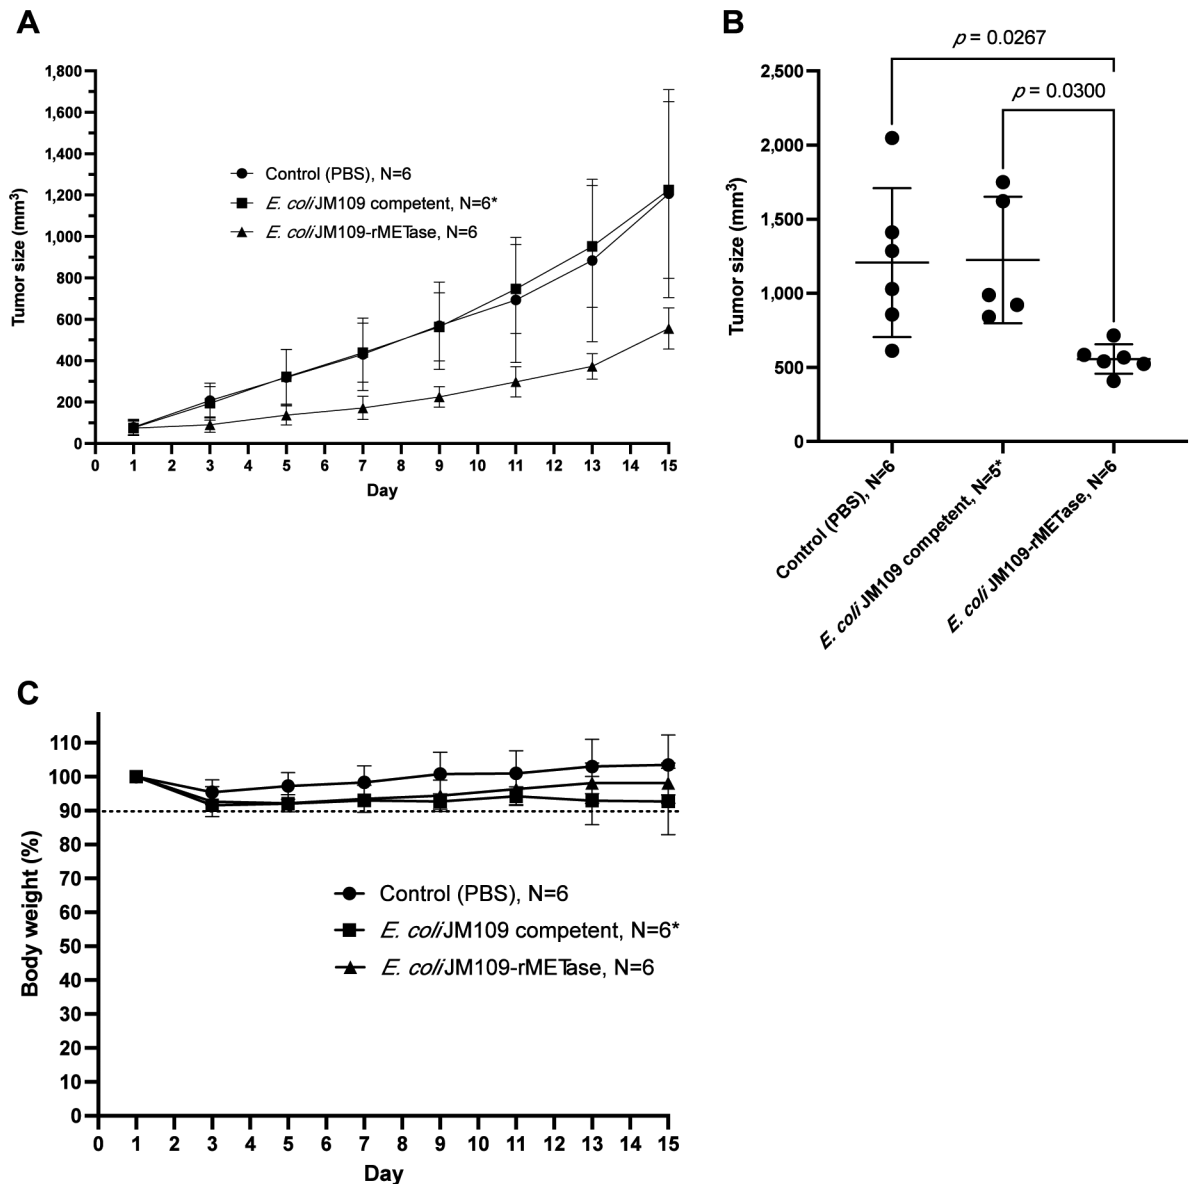 A
1,800
1,600
1,400
1,200
1,000
800
600
400
200
0
Tumor size (mm³)
Control (PBS), N=6
E. coli JM109 competent, N=6*
E. coli JM109-rMETase, N=6
0 1 2 3 4 5 6 7 8 9 10 11 12 13 14 15
Day
B
p = 0.0267
p = 0.0300
2,500
2,000
1,500
1,000
500
0
Tumor size (mm³)
Control (PBS), N=6
E. coli JM109 competent, N=5*
E. coli JM109-rMETase, N=6
C
110
100
90
80
70
60
50
40
30
20
10
0
Body weight (%)
Control (PBS), N=6
E. coli JM109 competent, N=6*
E. coli JM109-rMETase, N=6
0 1 2 3 4 5 6 7 8 9 10 11 12 13 14 15
Day